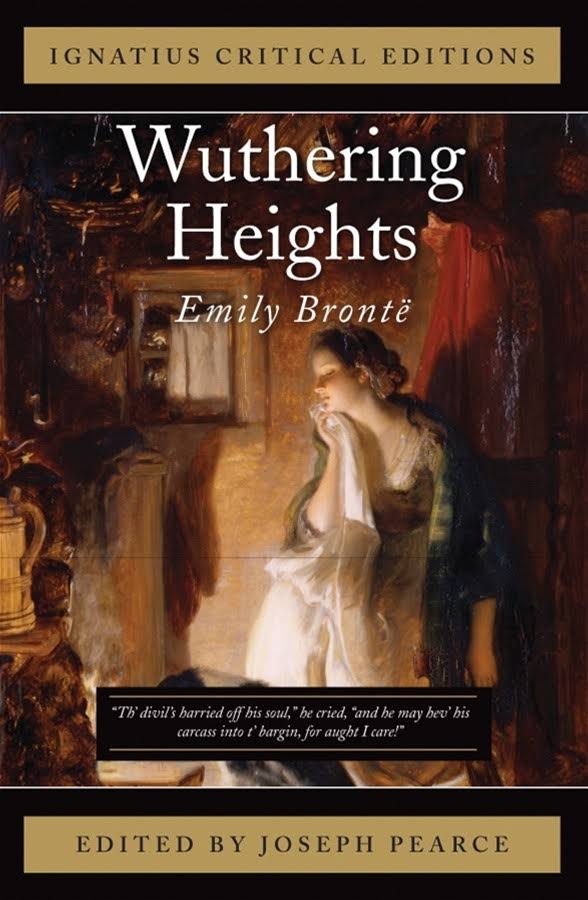 IGNATIUS CRITICAL EDITIONS
Wuthering
Heights
Emily Brontë
“Th’ divil’s harried off his soul,” he cried, “and he may hev’ his
carcass into t’ bargin, for aught I care!”
EDITED BY JOSEPH PEARCE